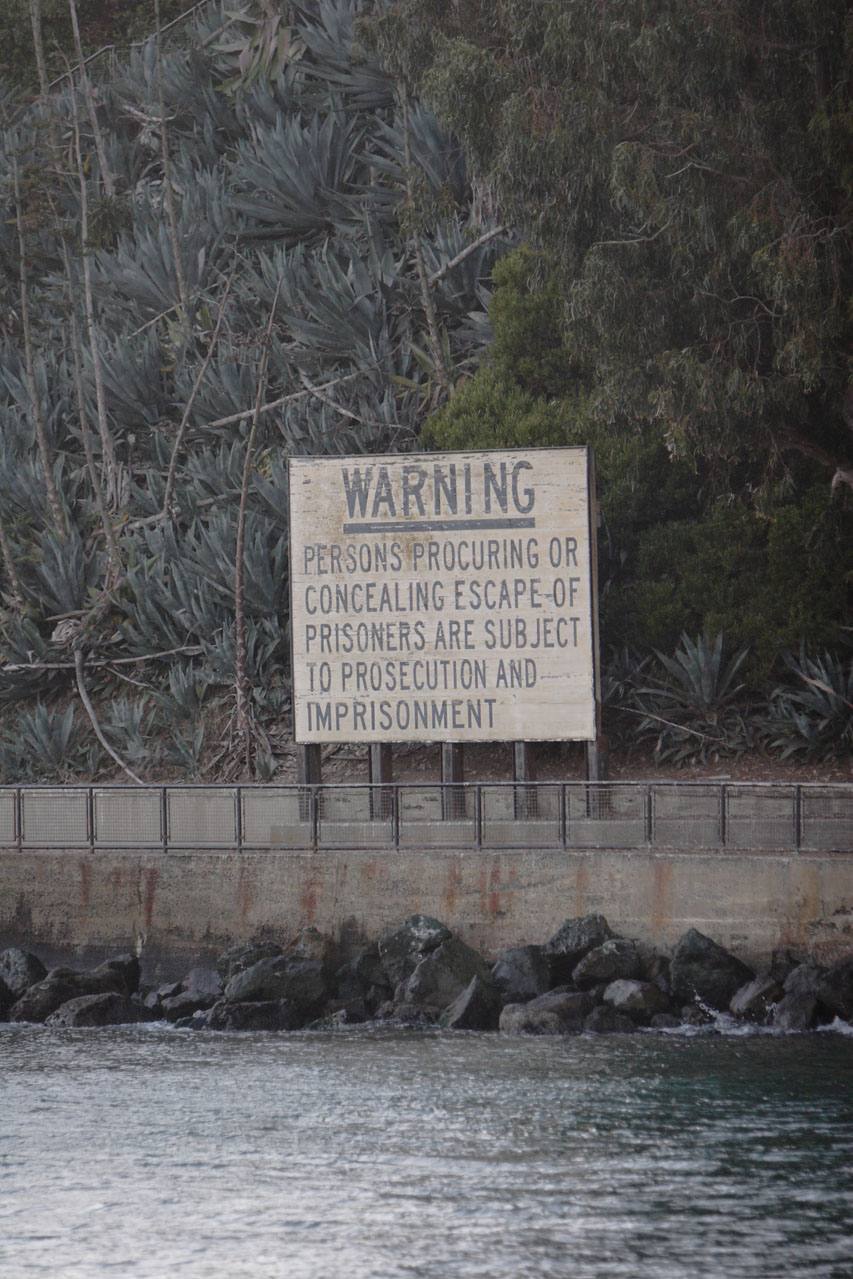 WARNING
PERSONS PROCURING OR
CONCEALING ESCAPE OF
PRISONERS ARE SUBJECT
TO PROSECUTION AND
IMPRISONMENT